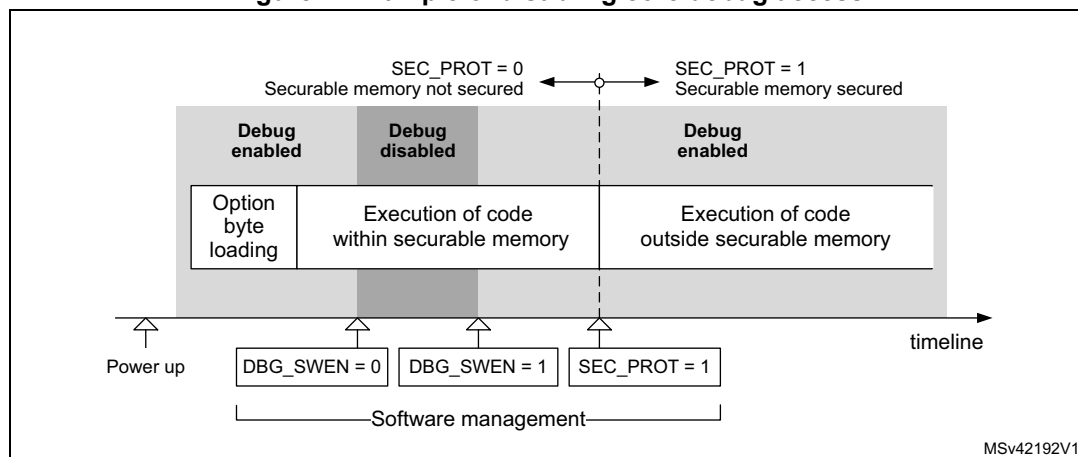 SEC_PROT = 0
Securable memory not secured
SEC_PROT = 1
Securable memory secured
Debug
enabled
Debug
disabled
Debug
enabled
Option
byte
loading
Execution of code
within securable memory
Execution of code
outside securable memory
timeline
Power up
DBG_SWEN = 0
DBG_SWEN = 1
SEC_PROT = 1
Software management
MSv42192V1